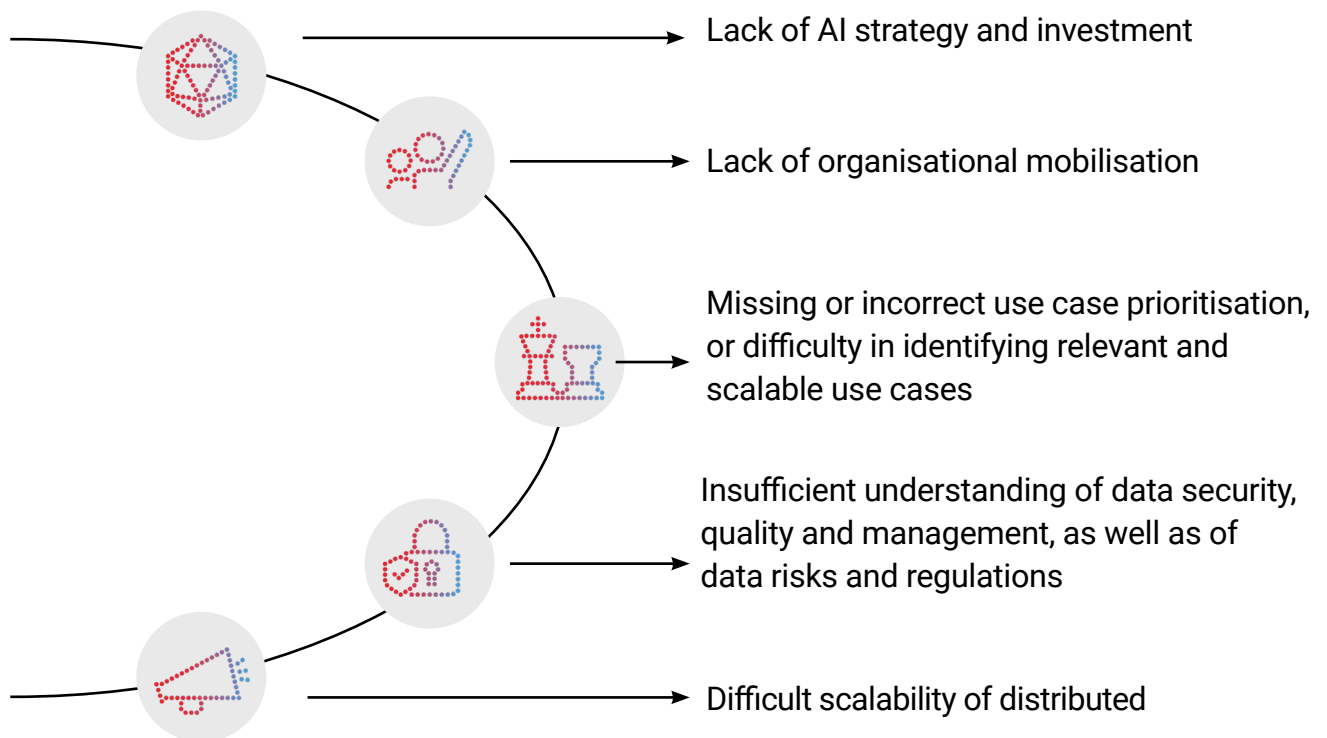 Lack of AI strategy and investment
Lack of organisational mobilisation
Missing or incorrect use case prioritisation,
or difficulty in identifying relevant and
scalable use cases
Insufficient understanding of data security,
quality and management, as well as of
data risks and regulations
Difficult scalability of distributed